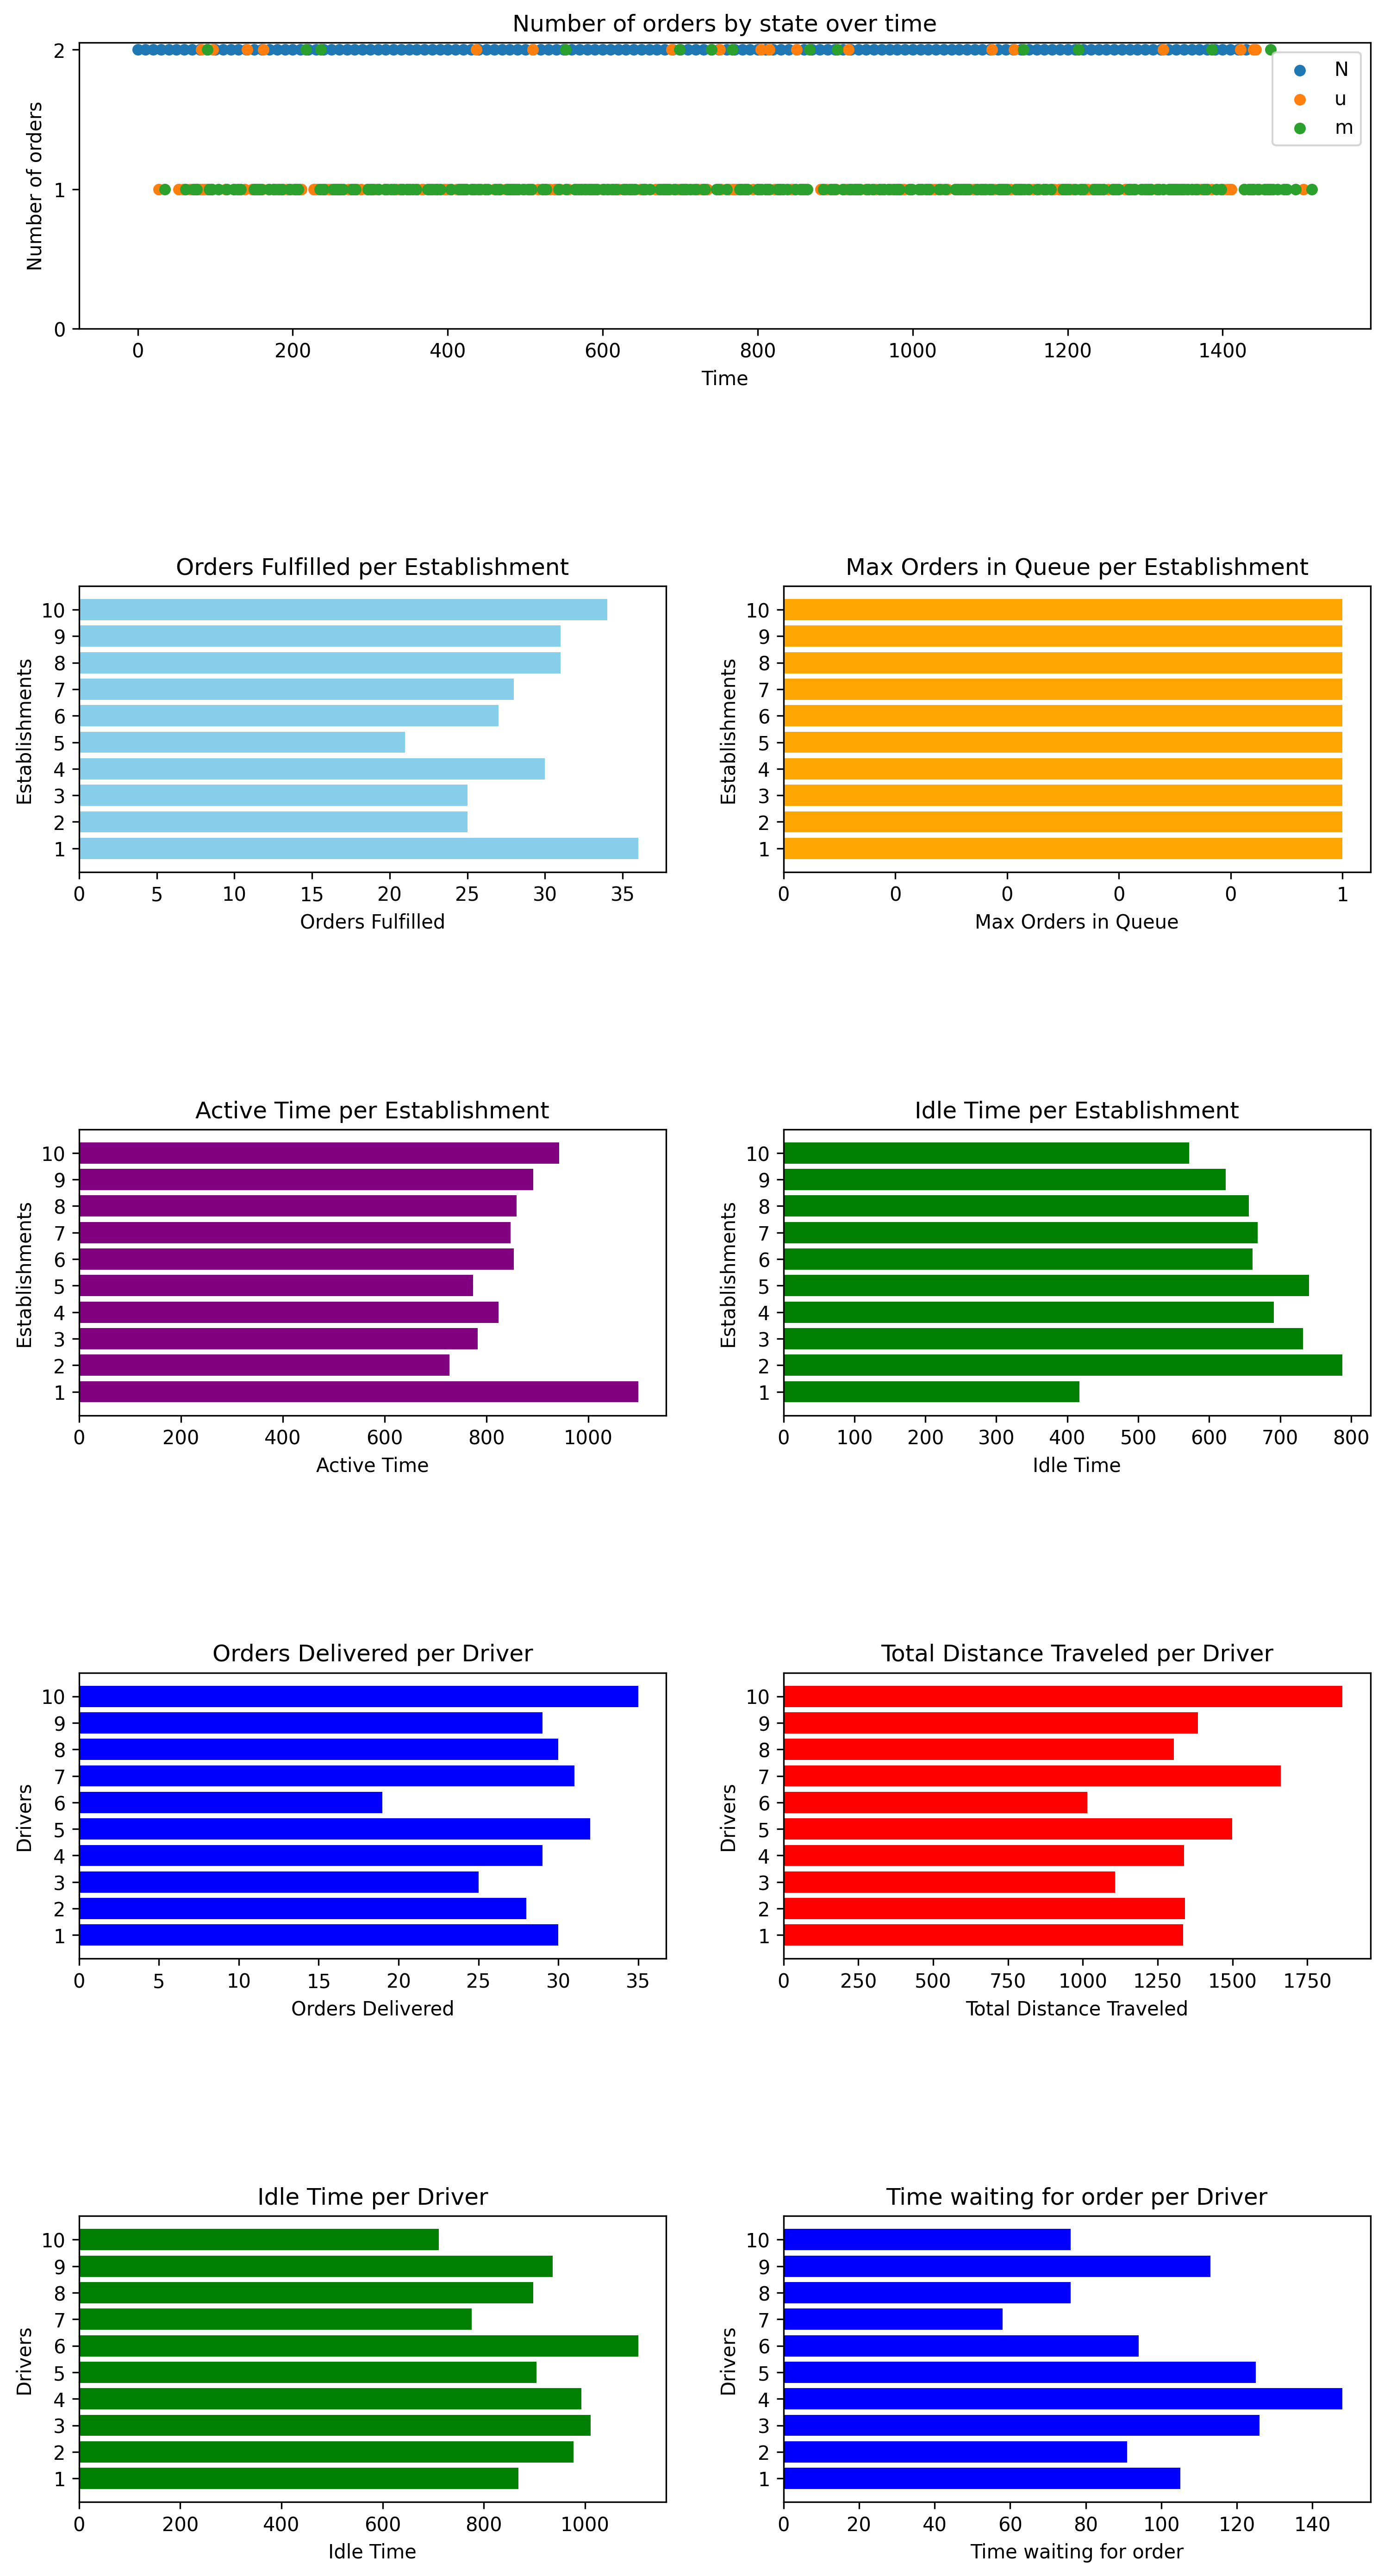 Number of orders by state over time
2
1
0
Number of orders
N
u
m
0 200 400 600 800 1000 1200 1400
Time
Orders Fulfilled per Establishment
10
9
8
7
6
5
4
3
2
1
Establishments
0 5 10 15 20 25 30 35
Orders Fulfilled
Max Orders in Queue per Establishment
10
9
8
7
6
5
4
3
2
1
Establishments
0 0 0 0 0 1
Max Orders in Queue
Active Time per Establishment
10
9
8
7
6
5
4
3
2
1
Establishments
0 200 400 600 800 1000
Active Time
Idle Time per Establishment
10
9
8
7
6
5
4
3
2
1
Establishments
0 100 200 300 400 500 600 700 800
Idle Time
Orders Delivered per Driver
10
9
8
7
6
5
4
3
2
1
Drivers
0 5 10 15 20 25 30 35
Orders Delivered
Total Distance Traveled per Driver
10
9
8
7
6
5
4
3
2
1
Drivers
0 250 500 750 1000 1250 1500 1750
Total Distance Traveled
Idle Time per Driver
10
9
8
7
6
5
4
3
2
1
Drivers
0 200 400 600 800 1000
Idle Time
Time waiting for order per Driver
10
9
8
7
6
5
4
3
2
1
Drivers
0 20 40 60 80 100 120 140
Time waiting for order